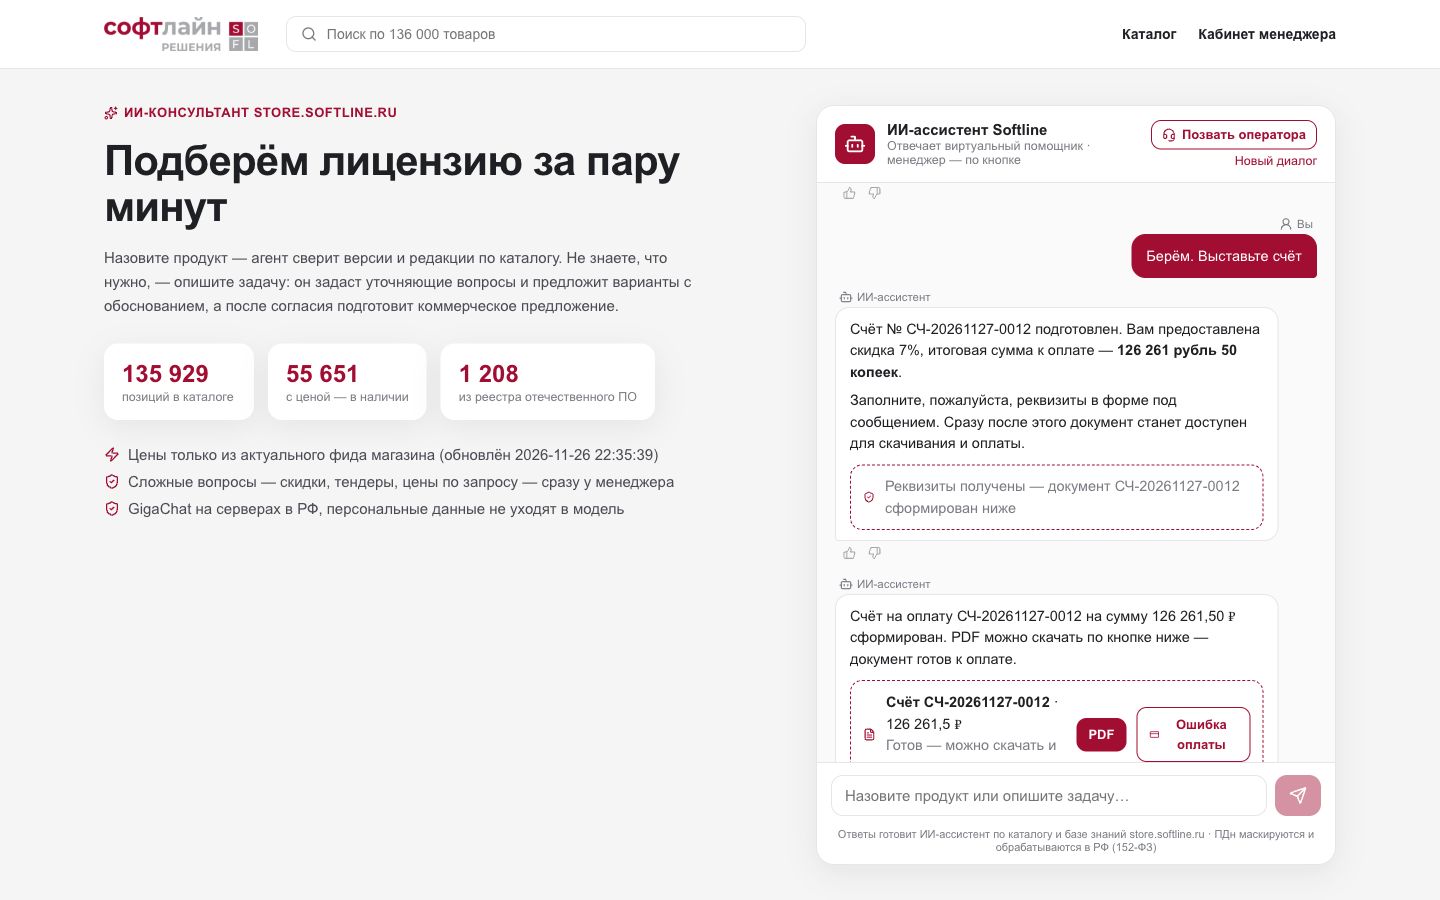 софтлайн
РЕШЕНИЯ
SO
FL
Поиск по 136 000 товаров
Каталог
Кабинет менеджера
ИИ-КОНСУЛЬТАНТ STORE.SOFTLINE.RU
Подберём лицензию за пару
минут
Назовите продукт — агент сверит версии и редакции по каталогу. Не знаете, что
нужно, — опишите задачу: он задаст уточняющие вопросы и предложит варианты с
обоснованием, а после согласия подготовит коммерческое предложение.
135 929
позиций в каталоге
55 651
с ценой — в наличии
1 208
из реестра отечественного ПО
Цены только из актуального фида магазина (обновлён 2026-11-26 22:35:39)
Сложные вопросы — скидки, тендеры, цены по запросу — сразу у менеджера
GigaChat на серверах в РФ, персональные данные не уходят в модель
ИИ-ассистент Softline
Отвечает виртуальный помощник ·
менеджер — по кнопке
Позвать оператора
Новый диалог
Вы
Берём. Выставьте счёт
ИИ-ассистент
Счёт № СЧ-20261127-0012 подготовлен. Вам предоставлена
скидка 7%, итоговая сумма к оплате — 126 261 рубль 50
копеек.
Заполните, пожалуйста, реквизиты в форме под
сообщением. Сразу после этого документ станет доступен
для скачивания и оплаты.
Реквизиты получены — документ СЧ-20261127-0012
сформирован ниже
ИИ-ассистент
Счёт на оплату СЧ-20261127-0012 на сумму 126 261,50 ₽
сформирован. PDF можно скачать по кнопке ниже —
документ готов к оплате.
Счёт СЧ-20261127-0012 ·
126 261,5 ₽
Готов — можно скачать и
PDF
Ошибка
оплаты
Назовите продукт или опишите задачу…
Ответы готовит ИИ-ассистент по каталогу и базе знаний store.softline.ru · ПДн маскируются и
обрабатываются в РФ (152-ФЗ)